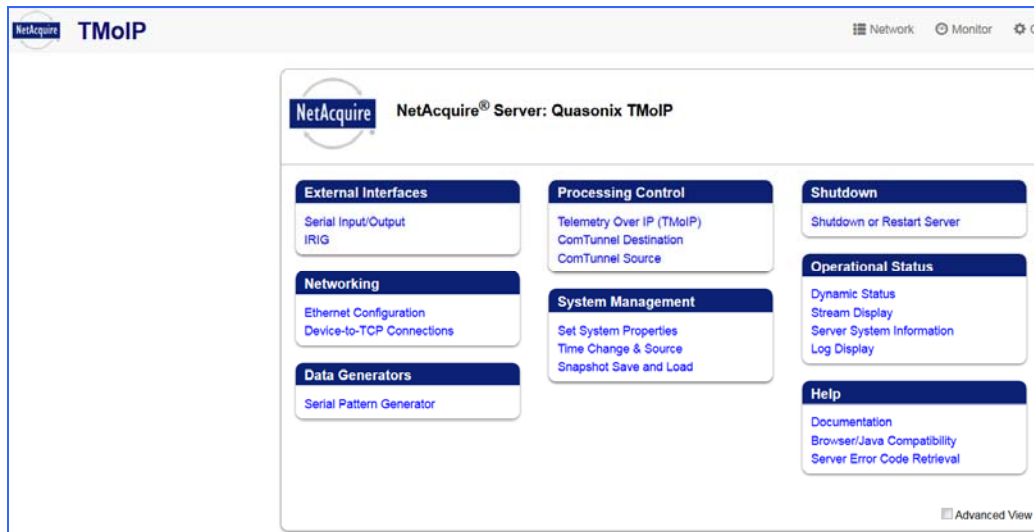 NetAcquire TMoIP
Network Monitor
NetAcquire
NetAcquire® Server: Quasonix TMoIP
External Interfaces
Serial Input/Output
IRIG
Networking
Ethernet Configuration
Device-to-TCP Connections
Data Generators
Serial Pattern Generator
Processing Control
Telemetry Over IP (TMoIP)
ComTunnel Destination
ComTunnel Source
System Management
Set System Properties
Time Change & Source
Snapshot Save and Load
Shutdown
Shutdown or Restart Server
Operational Status
Dynamic Status
Stream Display
Server System Information
Log Display
Help
Documentation
Browser/Java Compatibility
Server Error Code Retrieval
Advanced View